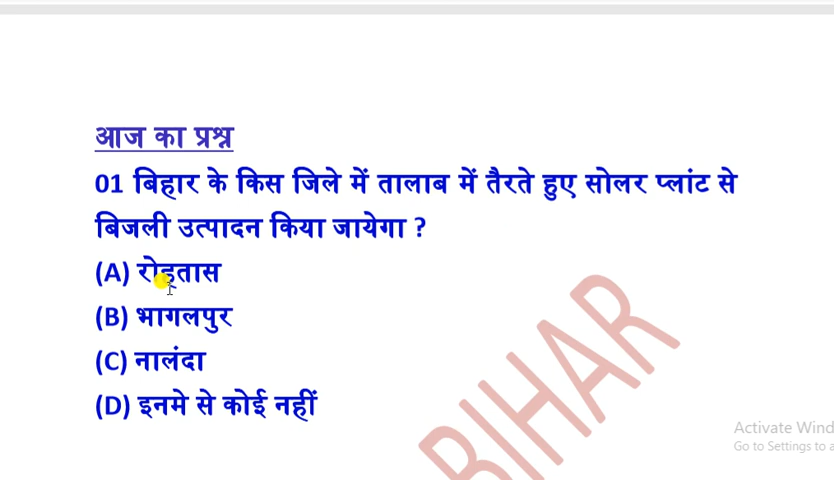 आज का प्रश्न
01 बिहार के किस जिले में तालाब में तैरते हुए सोलर प्लांट से
बिजली उत्पादन किया जायेगा ?
(A) रोहतास
(B) भागलपुर
(C) नालंदा
(D) इनमे से कोई नहीं
BIHAR
Activate Wind
Go to Settings to a